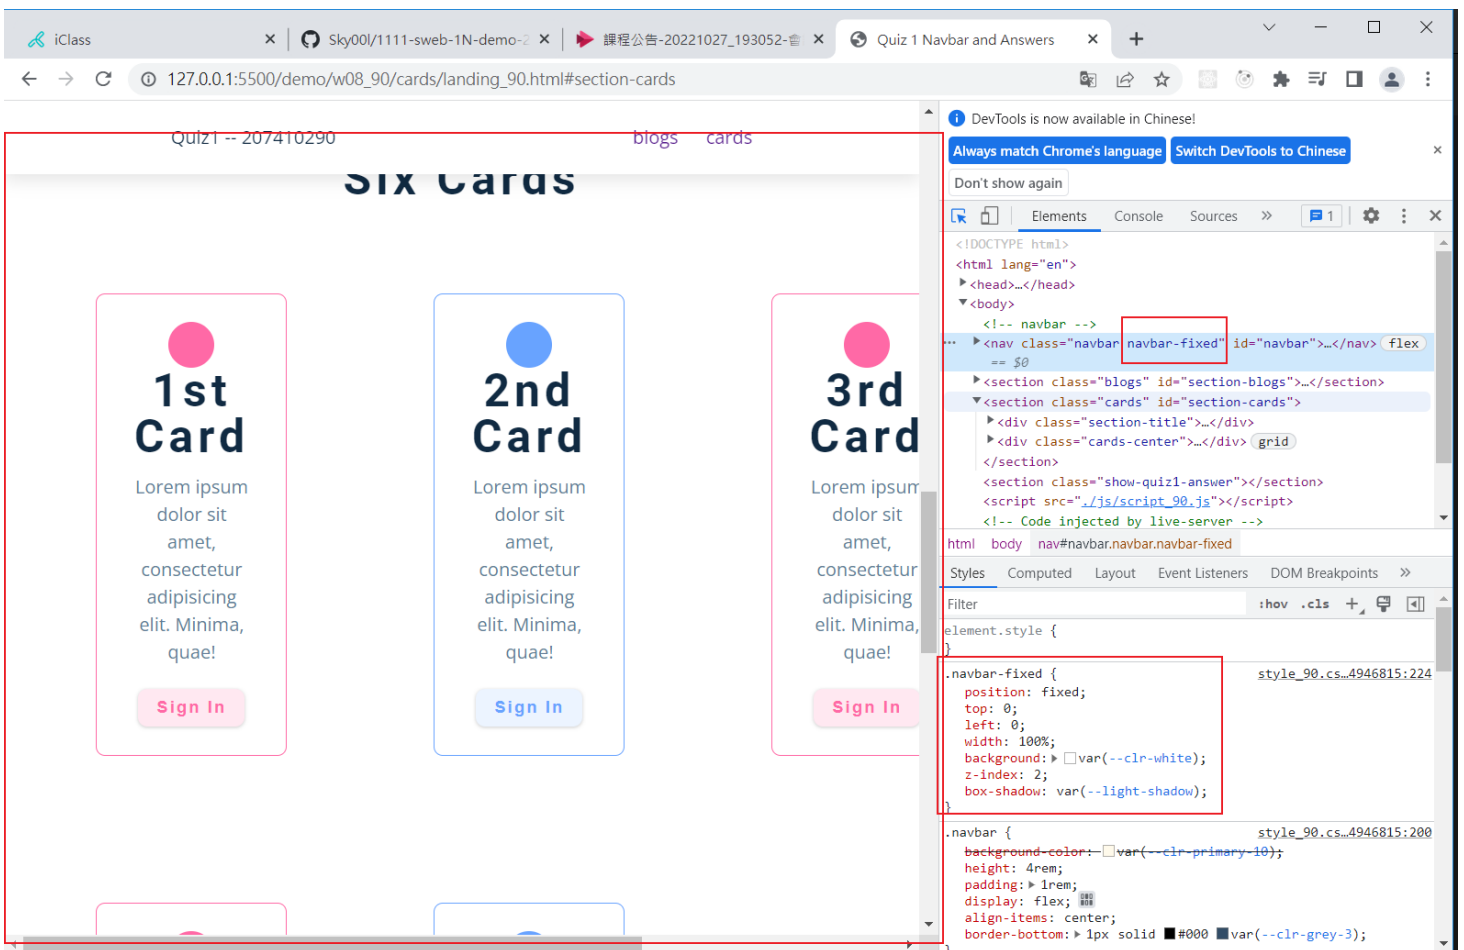 iClass
Sky00l/1111-sweb-1N-demo-2
課程公告-20221027_193052-會
Quiz 1 Navbar and Answers
127.0.0.1:5500/demo/w08_90/cards/landing_90.html#section-cards
Quiz1 -- 207410290
blogs
cards
Six Cards
1st
Card
Lorem ipsum
dolor sit
amet,
consectetur
adipisicing
elit. Minima,
quae!
Sign In
2nd
Card
Lorem ipsum
dolor sit
amet,
consectetur
adipisicing
elit. Minima,
quae!
Sign In
3rd
Card
Lorem ipsum
dolor sit
amet,
consectetur
adipisicing
elit. Minima,
quae!
Sign In
DevTools is now available in Chinese!
Always match Chrome's language
Switch DevTools to Chinese
Don't show again
Elements
Console
Sources
1
<!DOCTYPE html>
<html lang="en">
<head>…</head>
<body>
<!-- navbar -->
<nav class="navbar navbar-fixed" id="navbar">…</nav> flex
== $0
<section class="blogs" id="section-blogs">…</section>
<section class="cards" id="section-cards">
<div class="section-title">…</div>
<div class="cards-center">…</div> grid
</section>
<section class="show-quiz1-answer"></section>
<script src="./js/script_90.js"></script>
<!-- Code injected by live-server -->
html body nav#navbar.navbar.navbar-fixed
Styles
Computed
Layout
Event Listeners
DOM Breakpoints
Filter
:hov .cls
element.style {
}
.navbar-fixed {
style_90.cs…4946815:224
position: fixed;
top: 0;
left: 0;
width: 100%;
background: var(--clr-white);
z-index: 2;
box-shadow: var(--light-shadow);
}
.navbar {
style_90.cs…4946815:200
background-color: var(--clr-primary-10);
height: 4rem;
padding: 1rem;
display: flex;
align-items: center;
border-bottom: 1px solid #000 var(--clr-grey-3);
}